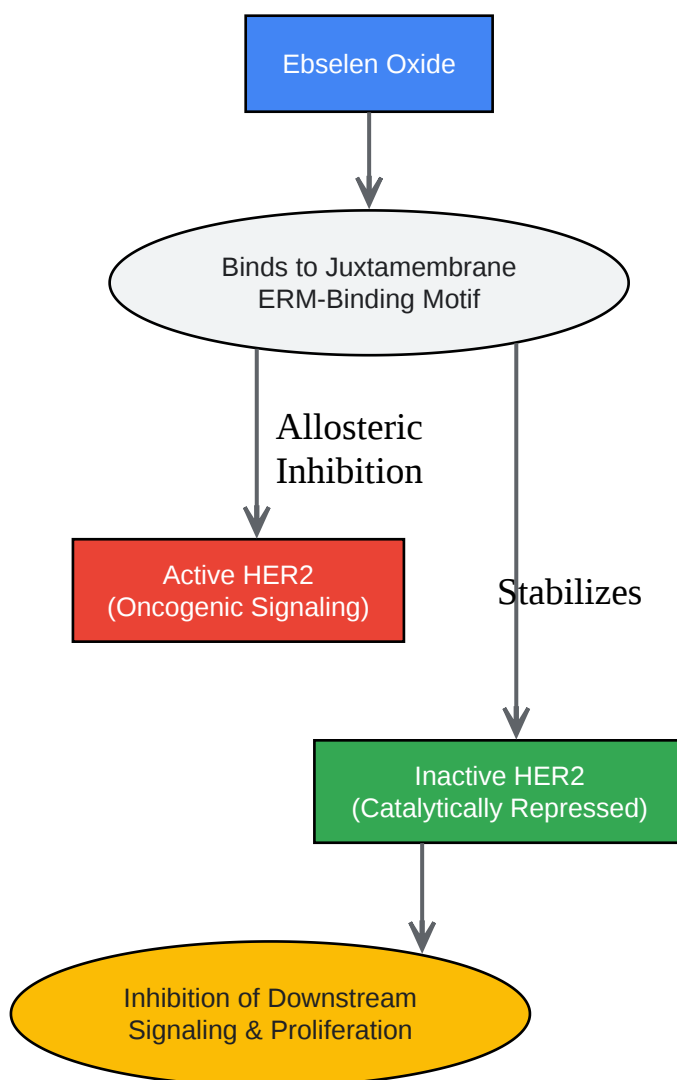 Ebselen Oxide
Binds to Juxtamembrane
ERM-Binding Motif
Allosteric
Inhibition
Active HER2
(Oncogenic Signaling)
Stabilizes
Inactive HER2
(Catalytically Repressed)
Inhibition of Downstream
Signaling & Proliferation